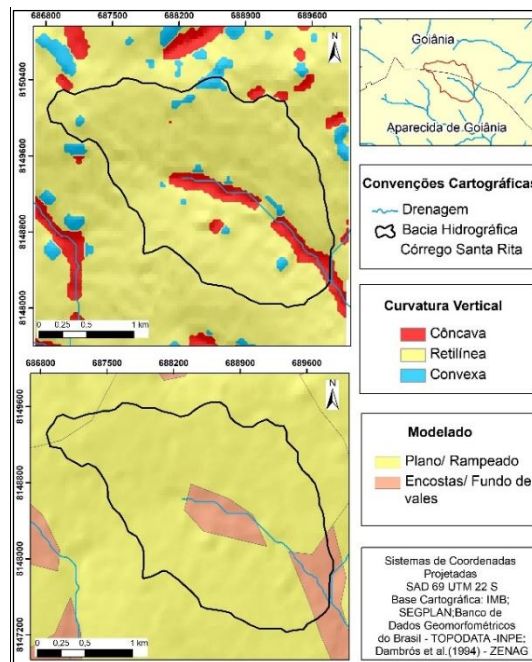 686800 687500 688200 688900 689600
8150400
8149600
8148800
8148000
N
0 0,25 0,5 1 km
686800 687500 688200 688900 689600
8149600
8148800
8148000
8147200
N
0 0,25 0,5 1 km
Goiânia
Aparecida de Goiânia
Convenções Cartográficas
Drenagem
Bacia Hidrográfica
Córrego Santa Rita
Curvatura Vertical
Côncava
Retilínea
Convexa
Modelado
Plano/ Rampeado
Encostas/ Fundo de
vales
Sistemas de Coordenadas
Projetadas
SAD 69 UTM 22 S
Base Cartográfica: IMB;
SEGPLAN;Banco de
Dados Geomorfométricos
do Brasil - TOPODATA -INPE;
Dambrós et al.(1994) - ZENAG